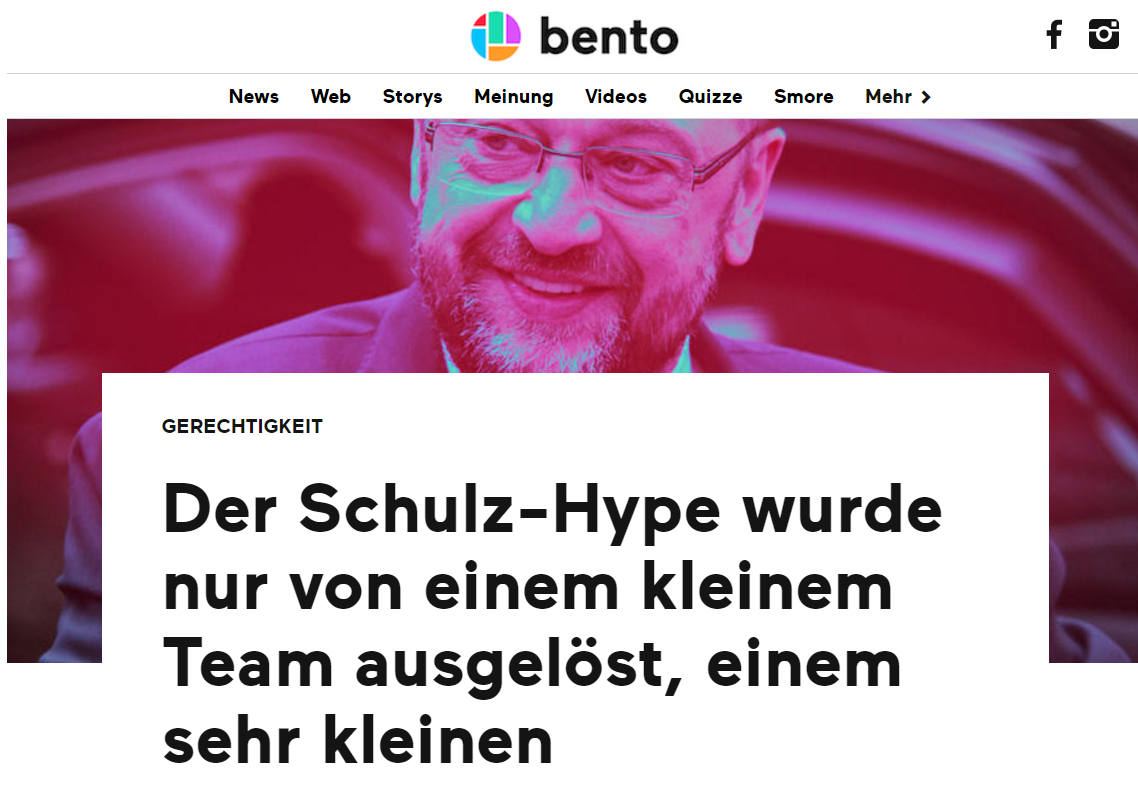 bento
News Web Storys Meinung Videos Quizze Smore Mehr
GERECHTIGKEIT
Der Schulz-Hype wurde
nur von einem kleinem
Team ausgelöst, einem
sehr kleinen